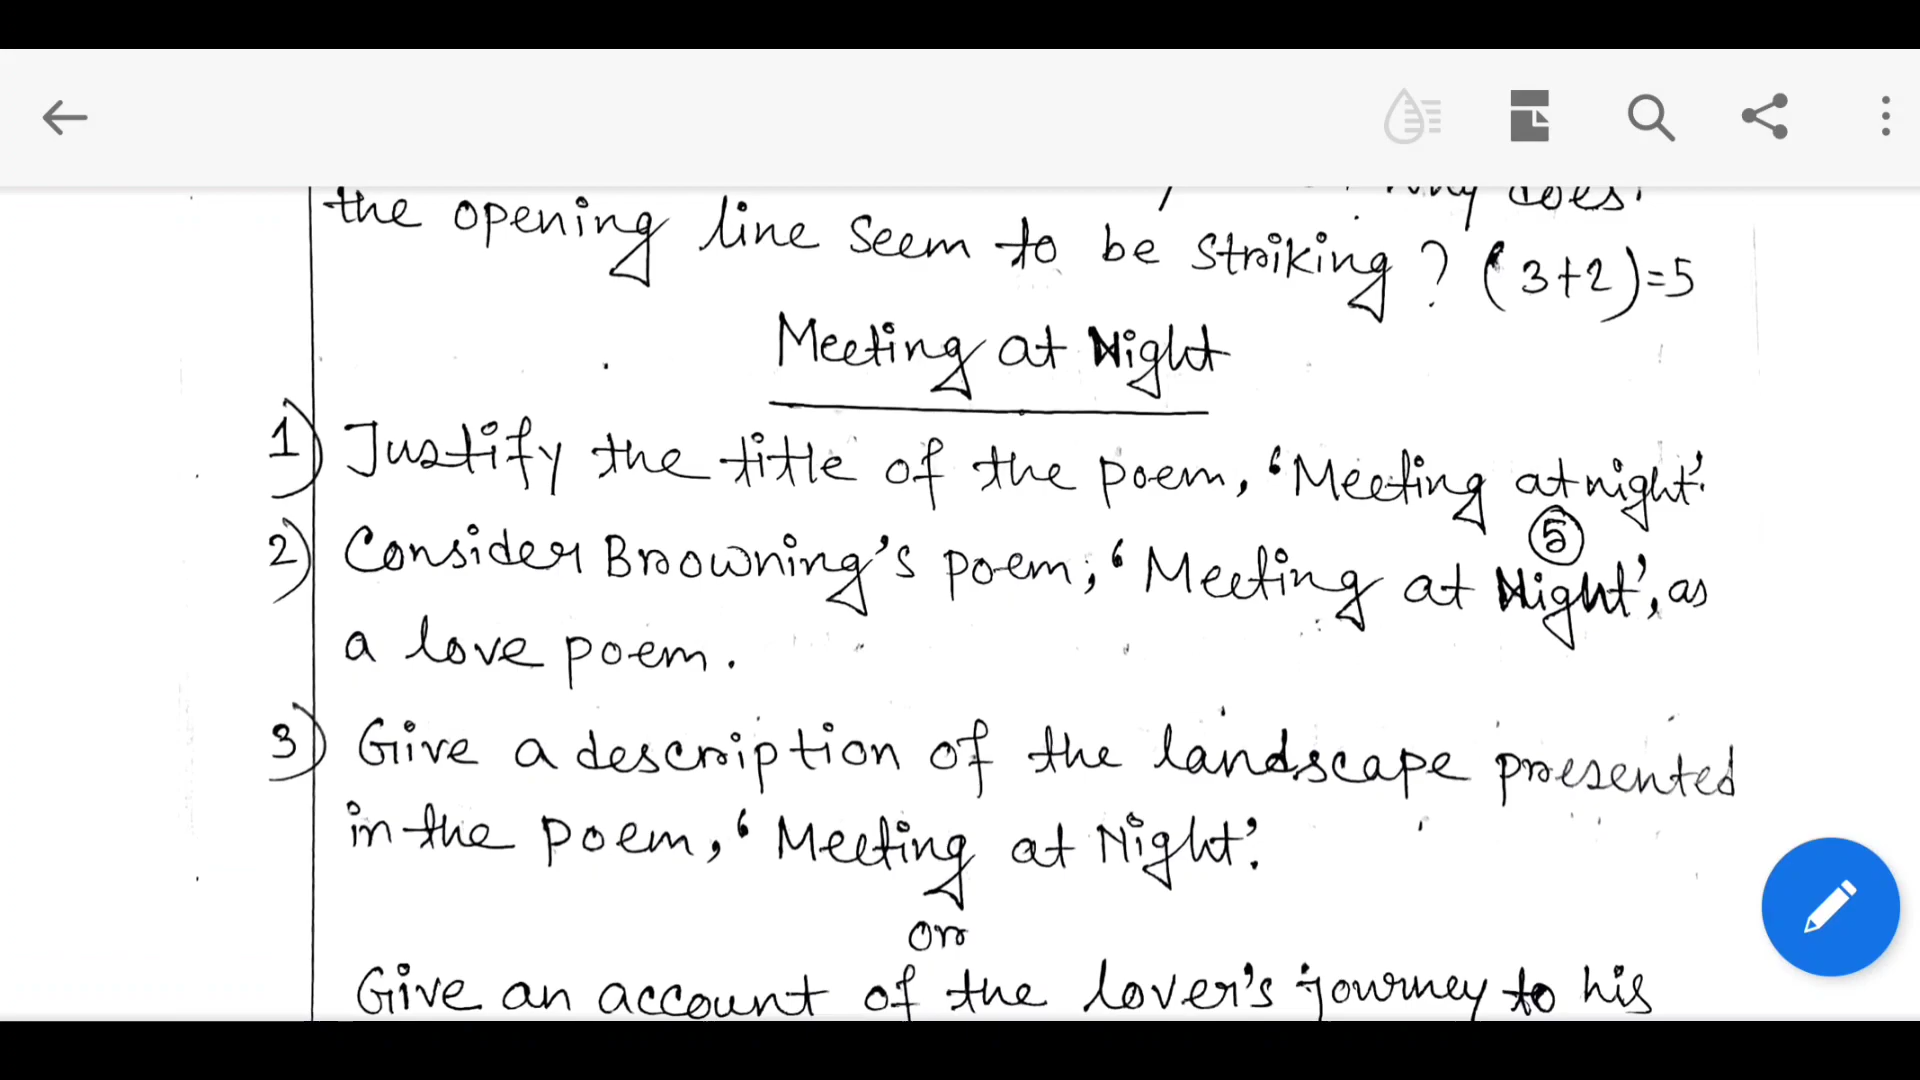 does
the opening line seem to be striking? (3+2)=5
Meeting at Night
1) Justify the title of the poem, 'Meeting at night'.
5
2) Consider Browning's poem, 'Meeting at Night', as
a love poem.
3) Give a description of the landscape presented
in the poem, 'Meeting at Night'.
or
Give an account of the lover's journey to his